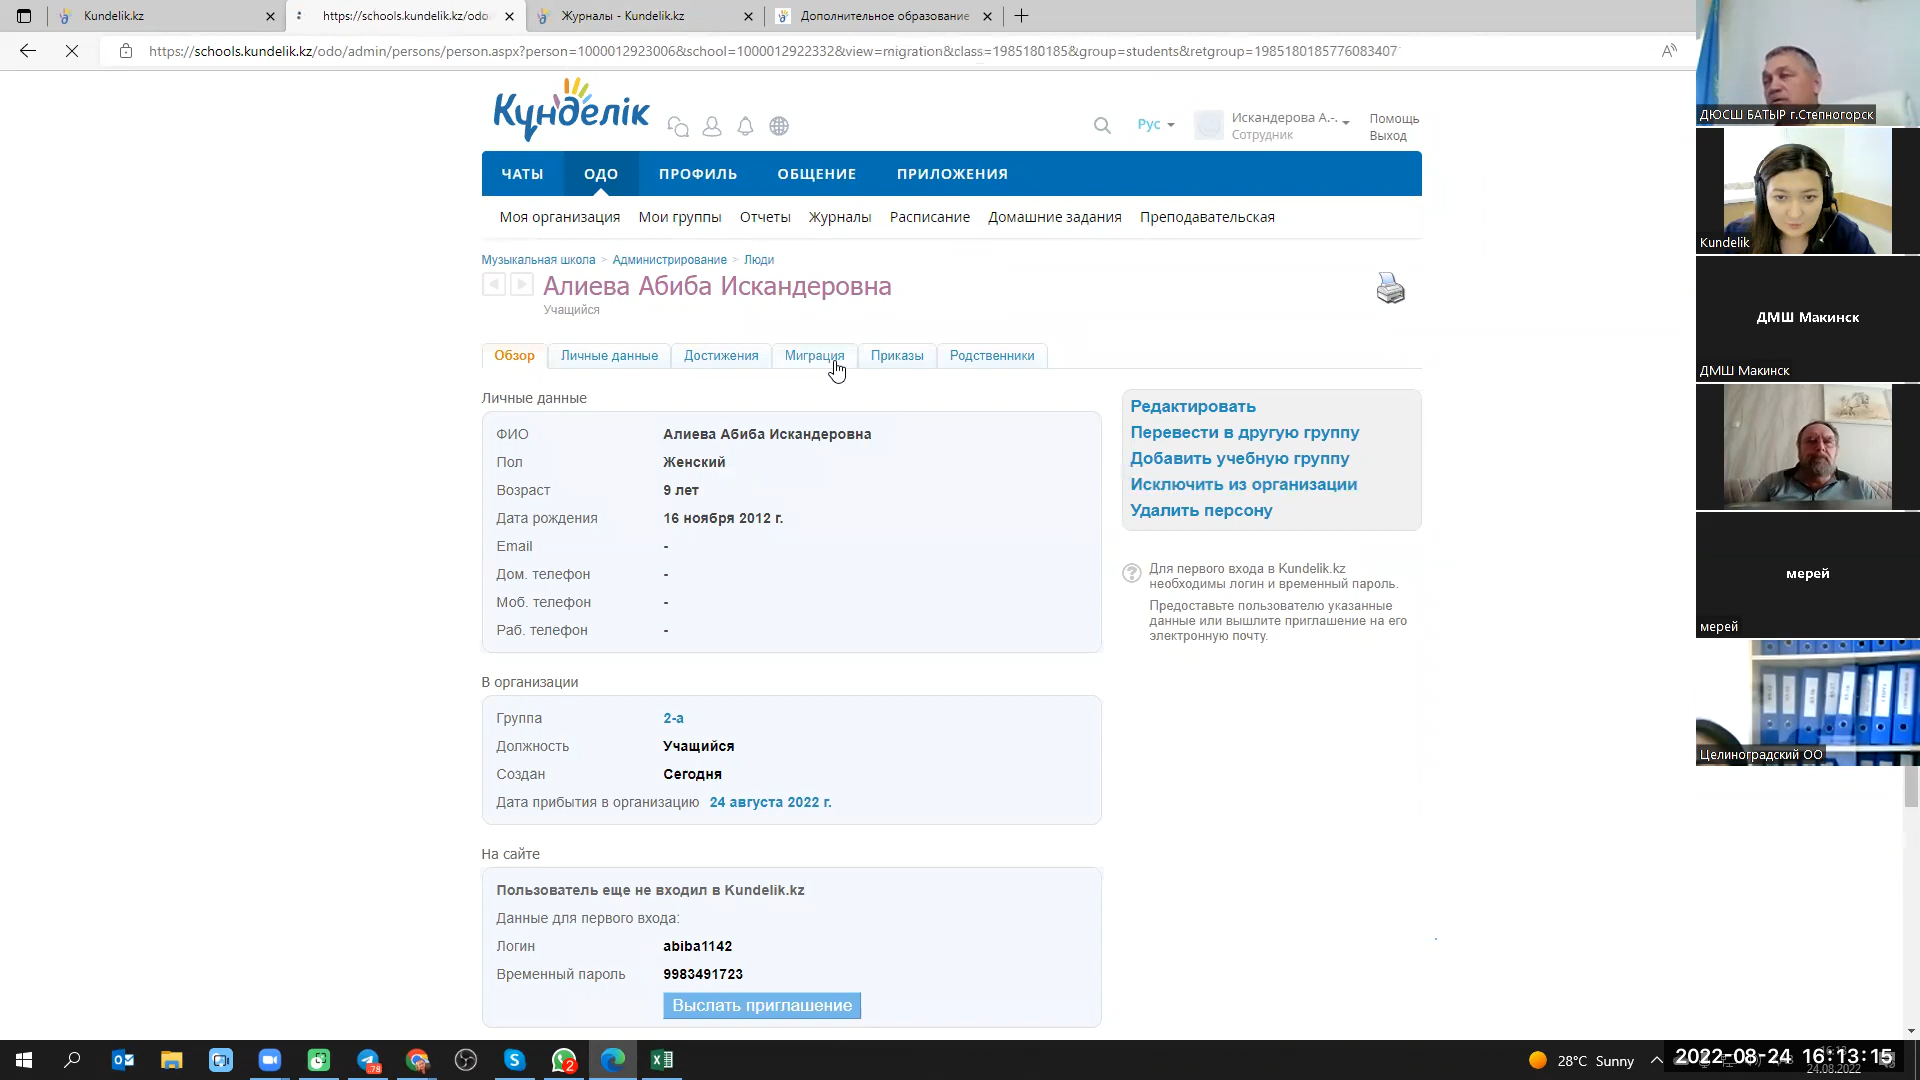 Kundelik.kz
https://schools.kundelik.kz/odo
Журналы - Kundelik.kz
Дополнительное образование
https://schools.kundelik.kz/odo/admin/persons/person.aspx?person=1000012923006&school=1000012922332&view=migration&class=1985180185&group=students&retgroup=1985180185776083407
Күнделік
Рус
Искандерова А.-.
Сотрудник
Помощь
Выход
ЧАТЫ ОДО ПРОФИЛЬ ОБЩЕНИЕ ПРИЛОЖЕНИЯ
Моя организация Мои группы Отчеты Журналы Расписание Домашние задания Преподавательская
Музыкальная школа > Администрирование > Люди
Алиева Абиба Искандеровна
Учащийся
Обзор Личные данные Достижения Миграция Приказы Родственники
Личные данные
ФИО Алиева Абиба Искандеровна
Пол Женский
Возраст 9 лет
Дата рождения 16 ноября 2012 г.
Email -
Дом. телефон -
Моб. телефон -
Раб. телефон -
Редактировать
Перевести в другую группу
Добавить учебную группу
Исключить из организации
Удалить персону
Для первого входа в Kundelik.kz
необходимы логин и временный пароль.
Предоставьте пользователю указанные
данные или вышлите приглашение на его
электронную почту.
В организации
Группа 2-а
Должность Учащийся
Создан Сегодня
Дата прибытия в организацию 24 августа 2022 г.
На сайте
Пользователь еще не входил в Kundelik.kz
Данные для первого входа:
Логин abiba1142
Временный пароль 9983491723
Выслать приглашение
ДЮСШ БАТЫР г.Степногорск
Kundelik
ДМШ Макинск
ДМШ Макинск
мерей
мерей
Целиноградский ОО
78
2
28°C Sunny
2022-08-24 16:13:15
24.08.2022